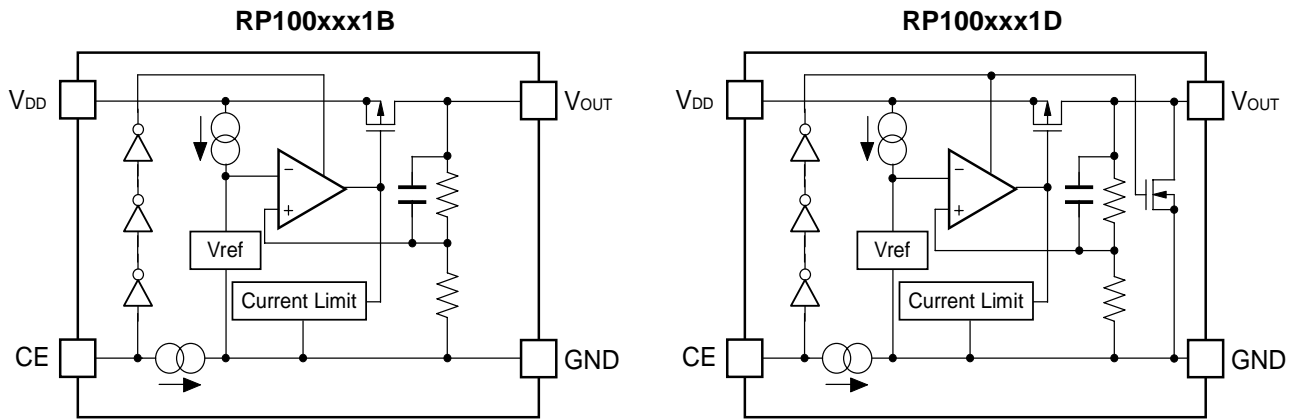 RP100xxx1B
VDD
VOUT
−
+
Vref
Current Limit
CE
GND
RP100xxx1D
VDD
VOUT
−
+
Vref
Current Limit
CE
GND